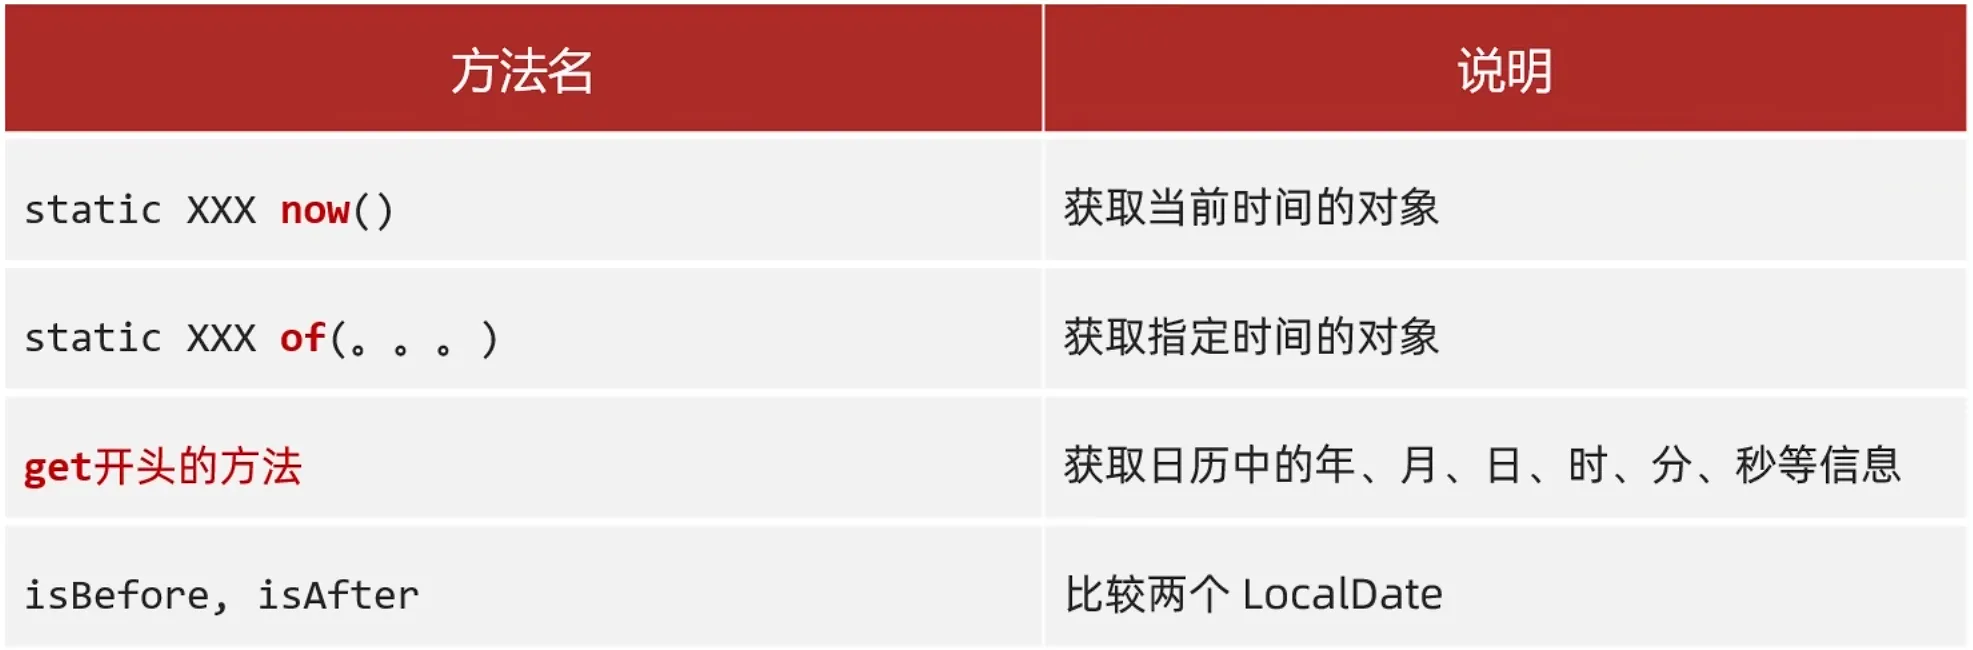 方法名 说明
static XXX now() 获取当前时间的对象
static XXX of(。。。) 获取指定时间的对象
get开头的方法 获取日历中的年、月、日、时、分、秒等信息
isBefore, isAfter 比较两个 LocalDate